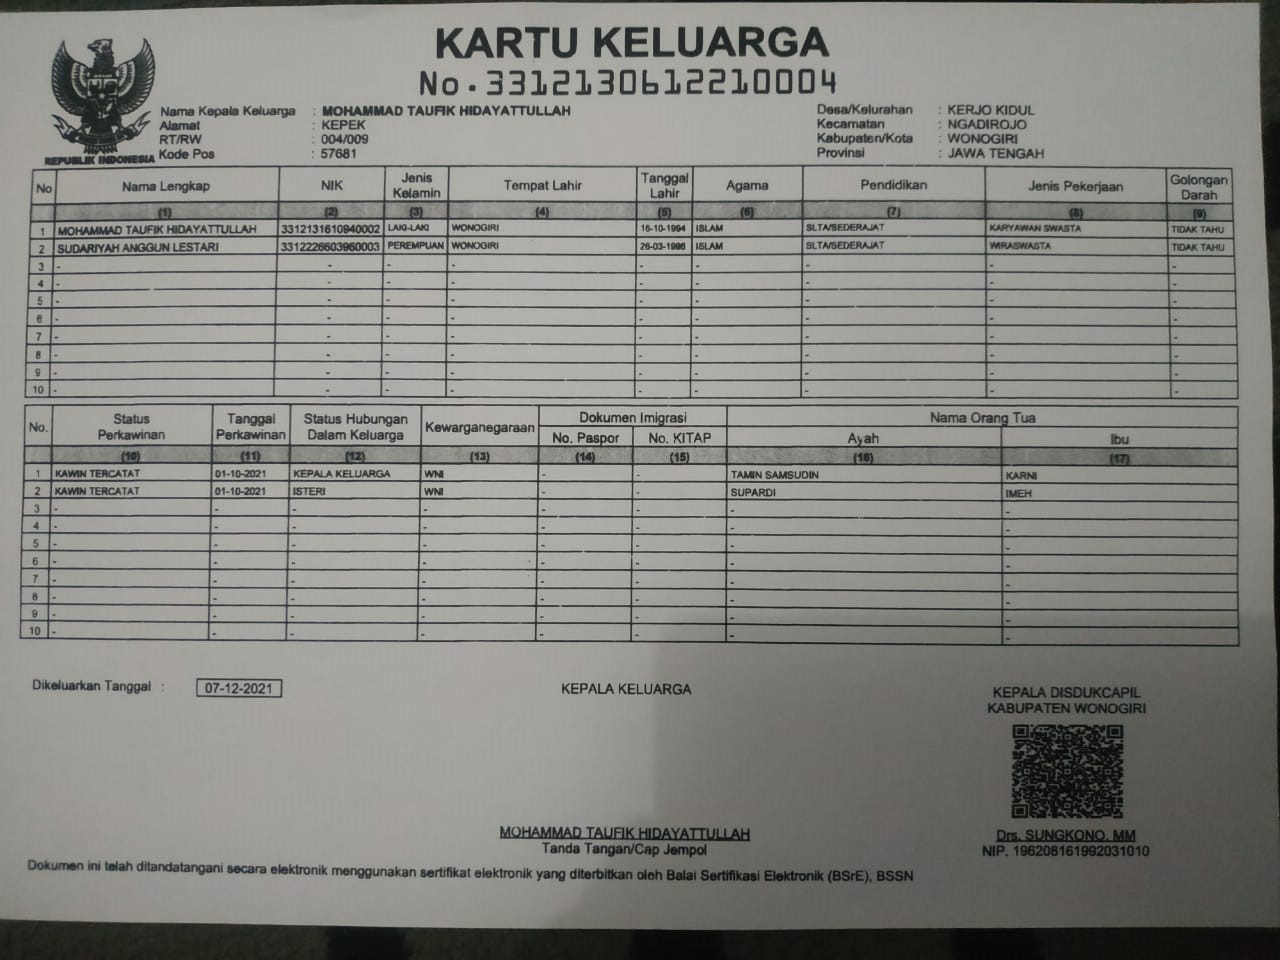 KARTU KELUARGA
No. 3312130612210004
Nama Kepala Keluarga : MOHAMMAD TAUFIK HIDAYATTULLAH
Alamat : KEPEK
RT/RW : 004/009
Kode Pos : 57681
Desa/Kelurahan : KERJO KIDUL
Kecamatan : NGADIROJO
Kabupaten/Kota : WONOGIRI
Provinsi : JAWA TENGAH
REPUBLIK INDONESIA
No Nama Lengkap NIK Jenis Kelamin Tempat Lahir Tanggal Lahir Agama Pendidikan Jenis Pekerjaan Golongan Darah
(1) (2) (3) (4) (5) (6) (7) (8) (9)
1 MOHAMMAD TAUFIK HIDAYATTULLAH 3312131610940002 LAKI-LAKI WONOGIRI 16-10-1994 ISLAM SLTA/SEDERAJAT KARYAWAN SWASTA TIDAK TAHU
2 SUDARIYAH ANGGUN LESTARI 3312226603960003 PEREMPUAN WONOGIRI 26-03-1996 ISLAM SLTA/SEDERAJAT WIRASWASTA TIDAK TAHU
3 - - - - - - - - -
4 - - - - - - - - -
5 - - - - - - - - -
6 - - - - - - - - -
7 - - - - - - - - -
8 - - - - - - - - -
9 - - - - - - - - -
10 - - - - - - - - -
No. Status Perkawinan Tanggal Perkawinan Status Hubungan Dalam Keluarga Kewarganegaraan Dokumen Imigrasi Nama Orang Tua
No. Paspor No. KITAP Ayah Ibu
(10) (11) (12) (13) (14) (15) (16) (17)
1 KAWIN TERCATAT 01-10-2021 KEPALA KELUARGA WNI - - TAMIN SAMSUDIN KARNI
2 KAWIN TERCATAT 01-10-2021 ISTERI WNI - - SUPARDI IMEH
3 - - - - - - - -
4 - - - - - - - -
5 - - - - - - - -
6 - - - - - - - -
7 - - - - - - - -
8 - - - - - - - -
9 - - - - - - - -
10 - - - - - - - -
Dikeluarkan Tanggal : 07-12-2021
KEPALA KELUARGA
KEPALA DISDUKCAPIL
KABUPATEN WONOGIRI
MOHAMMAD TAUFIK HIDAYATTULLAH
Tanda Tangan/Cap Jempol
Drs. SUNGKONO, MM
NIP. 196208161992031010
Dokumen ini telah ditandatangani secara elektronik menggunakan sertifikat elektronik yang diterbitkan oleh Balai Sertifikasi Elektronik (BSrE), BSSN